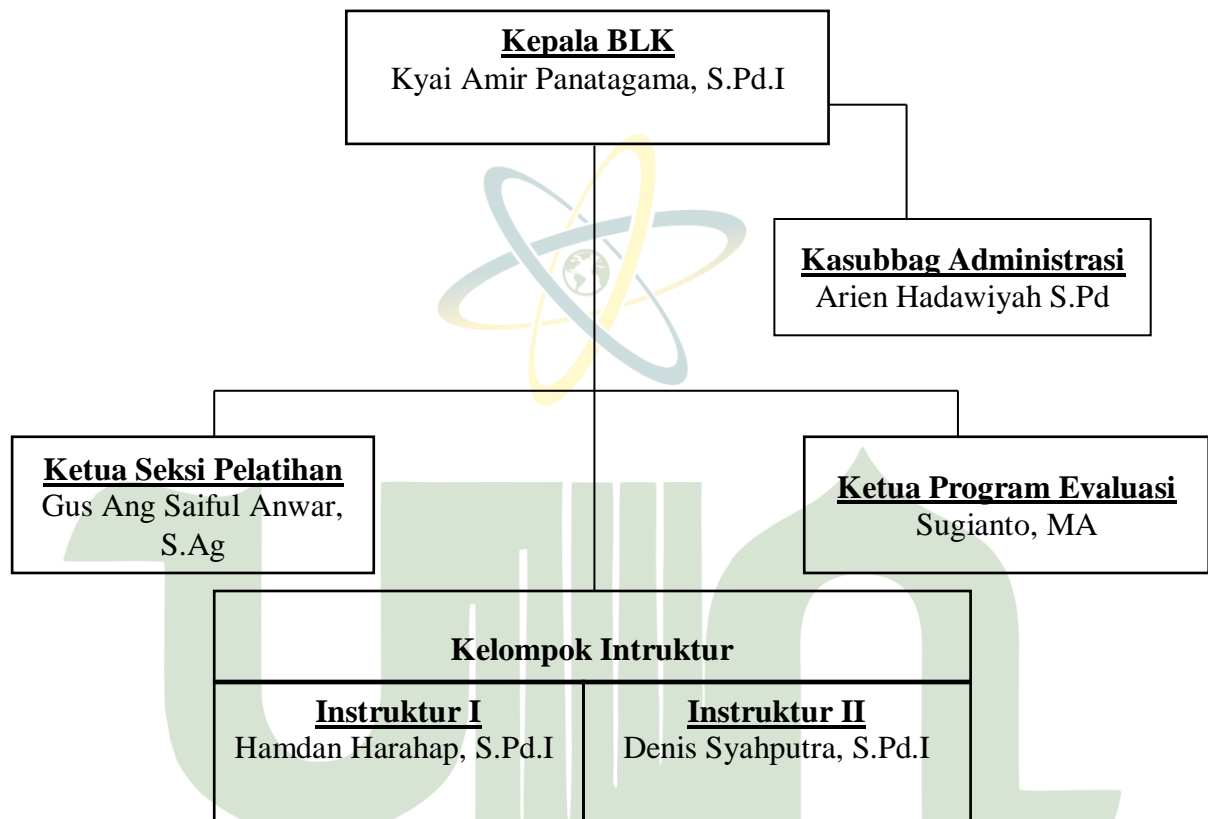 Kepala BLK
Kyai Amir Panatagama, S.Pd.I
Kasubbag Administrasi
Arien Hadawiyah S.Pd
Ketua Seksi Pelatihan
Gus Ang Saiful Anwar,
S.Ag
Ketua Program Evaluasi
Sugianto, MA
Kelompok Intruktur
Instruktur I
Hamdan Harahap, S.Pd.I
Instruktur II
Denis Syahputra, S.Pd.I